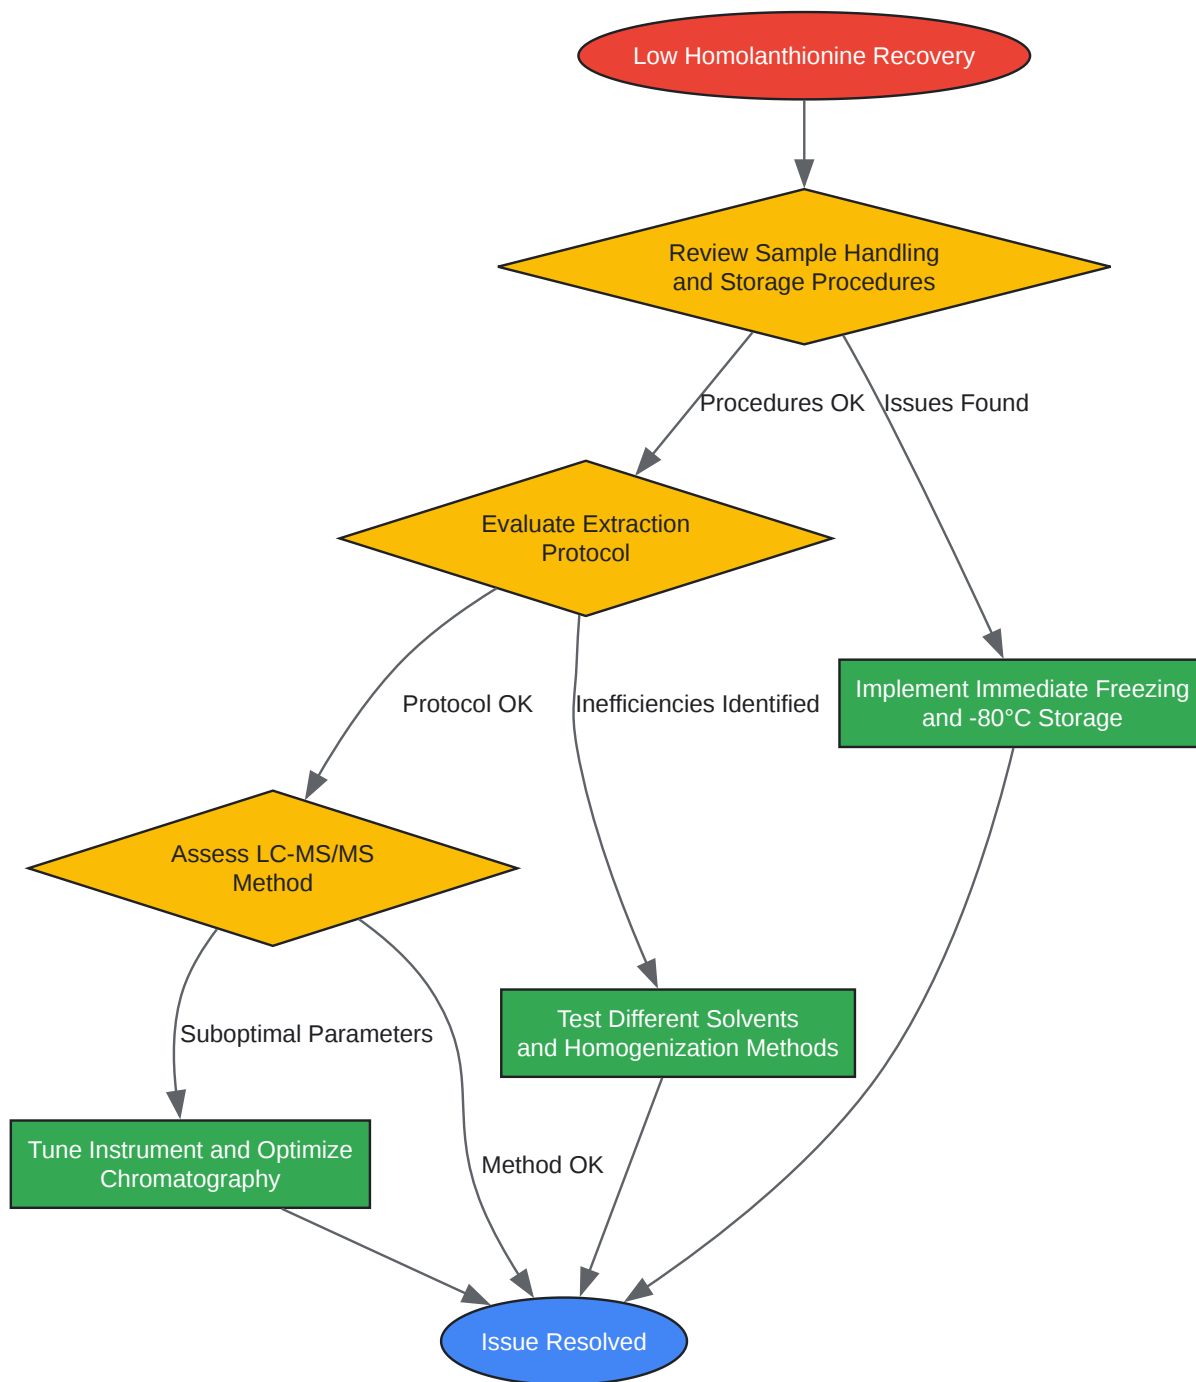 Low Homolanthionine Recovery
Review Sample Handling
and Storage Procedures
Procedures OK
Issues Found
Evaluate Extraction
Protocol
Implement Immediate Freezing
and -80°C Storage
Protocol OK
Inefficiencies Identified
Assess LC-MS/MS
Method
Test Different Solvents
and Homogenization Methods
Suboptimal Parameters
Tune Instrument and Optimize
Chromatography
Method OK
Issue Resolved